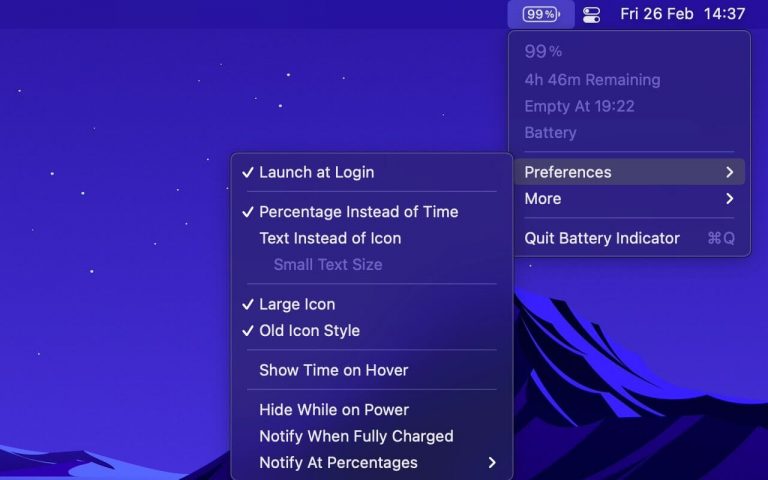 99% Fri 26 Feb 14:37
99%
4h 46m Remaining
Empty At 19:22
Battery
Preferences
More
Quit Battery Indicator ⌘Q
Launch at Login
Percentage Instead of Time
Text Instead of Icon
Small Text Size
Large Icon
Old Icon Style
Show Time on Hover
Hide While on Power
Notify When Fully Charged
Notify At Percentages